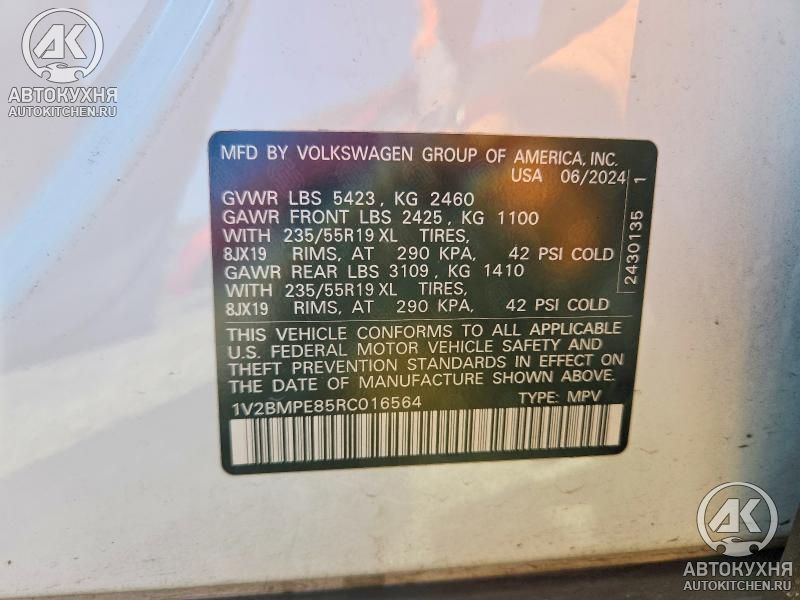 АК
АВТОКУХНЯ
AUTOKITCHEN.RU
MFD BY VOLKSWAGEN GROUP OF AMERICA, INC.
USA 06/2024
GVWR LBS 5423, KG 2460
GAWR FRONT LBS 2425, KG 1100
WITH 235/55R19 XL TIRES,
8JX19 RIMS, AT 290 KPA, 42 PSI COLD
GAWR REAR LBS 3109, KG 1410
WITH 235/55R19 XL TIRES,
8JX19 RIMS, AT 290 KPA, 42 PSI COLD
2430135 1
THIS VEHICLE CONFORMS TO ALL APPLICABLE
U.S. FEDERAL MOTOR VEHICLE SAFETY AND
THEFT PREVENTION STANDARDS IN EFFECT ON
THE DATE OF MANUFACTURE SHOWN ABOVE.
1V2BMPE85RC016564 TYPE: MPV
АК
АВТОКУХНЯ
AUTOKITCHEN.RU